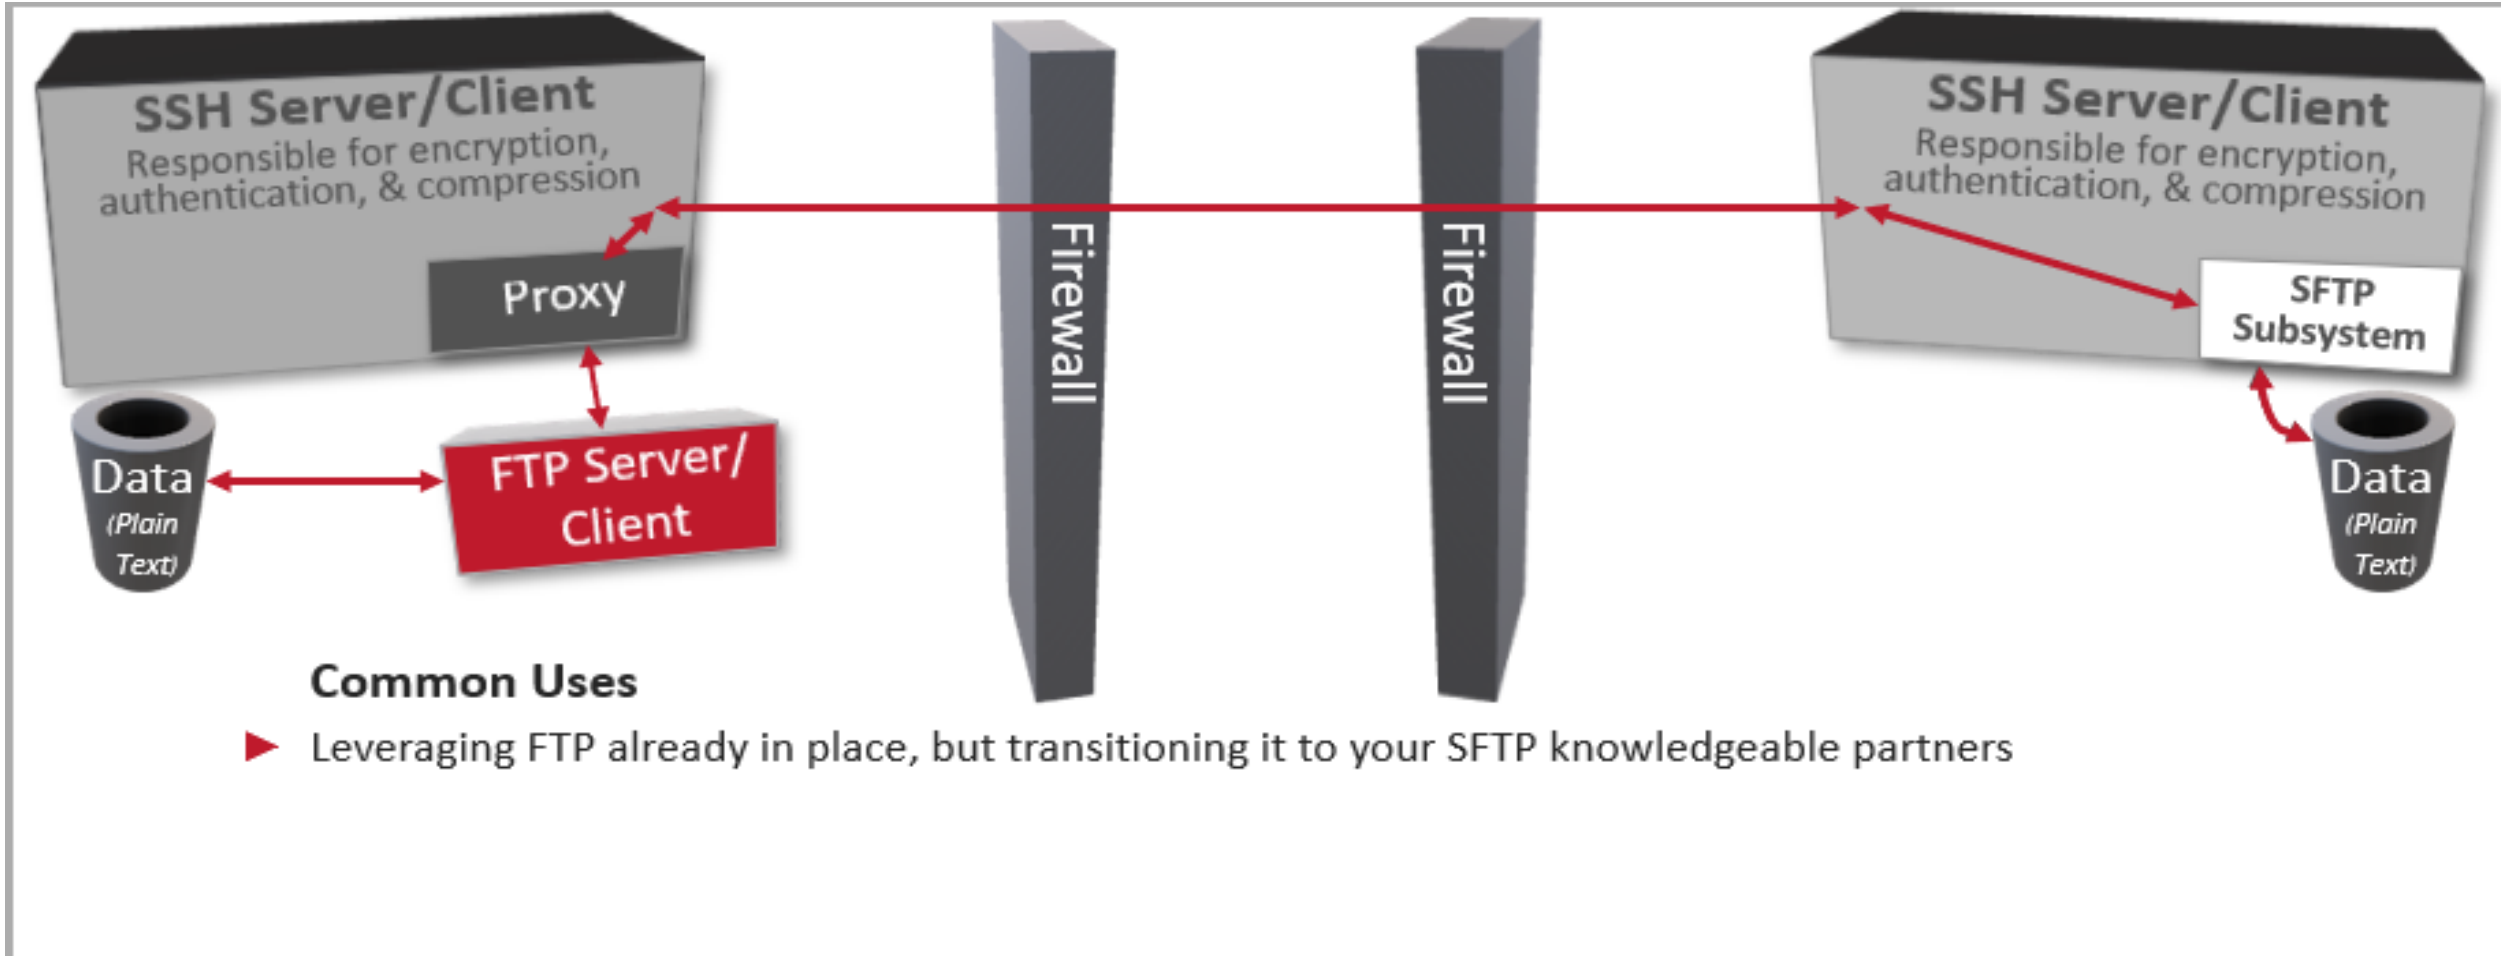 SSH Server/Client
Responsible for encryption,
authentication, & compression
Proxy
Data
(Plain
Text)
FTP Server/
Client
Firewall
Firewall
SSH Server/Client
Responsible for encryption,
authentication, & compression
SFTP
Subsystem
Data
(Plain
Text)
Common Uses
Leveraging FTP already in place, but transitioning it to your SFTP knowledgeable partners